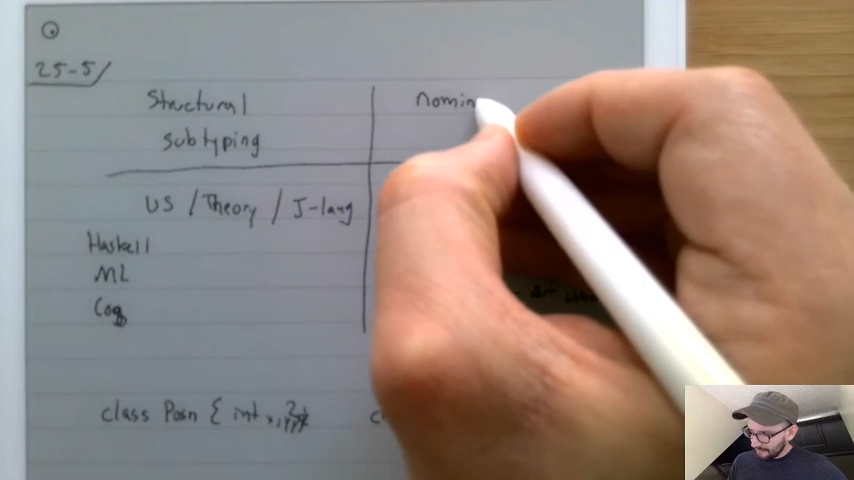 25-5/
Structural
nomin
subtyping
US / Theory / J-lang
Haskell
ML
Coq
class Posn { int x, y;